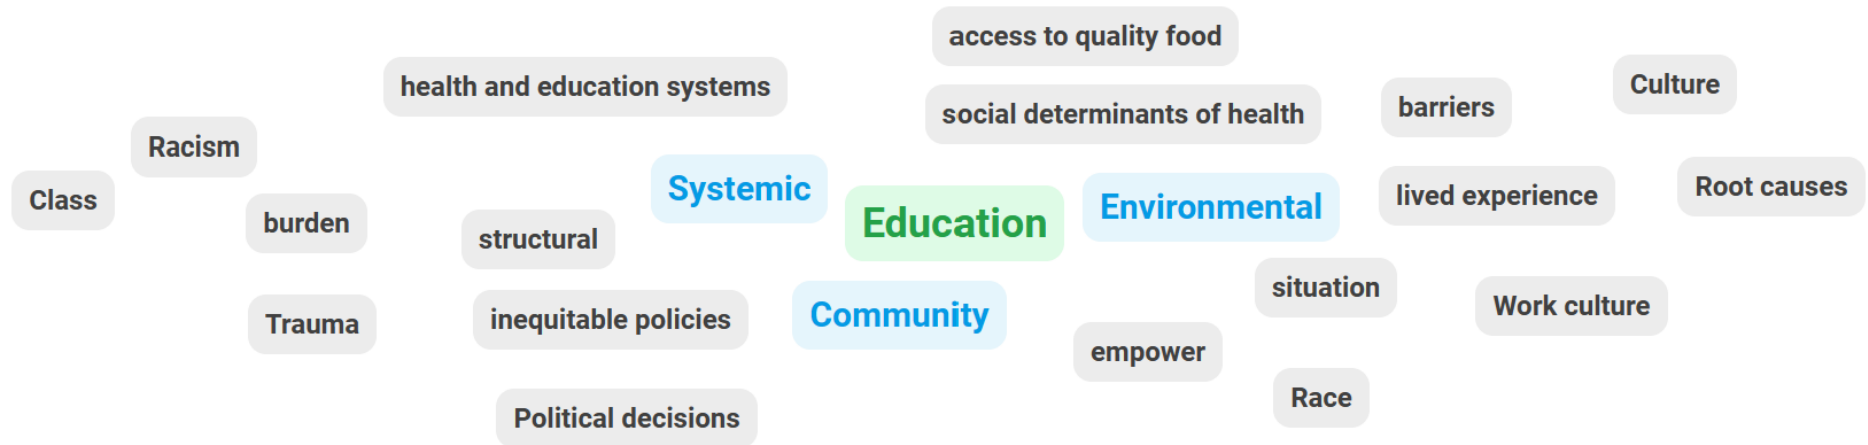 access to quality food
health and education systems
Culture
barriers
social determinants of health
Racism
Systemic
Root causes
lived experience
Class
Environmental
burden
Education
structural
situation
Work culture
Community
inequitable policies
Trauma
empower
Race
Political decisions